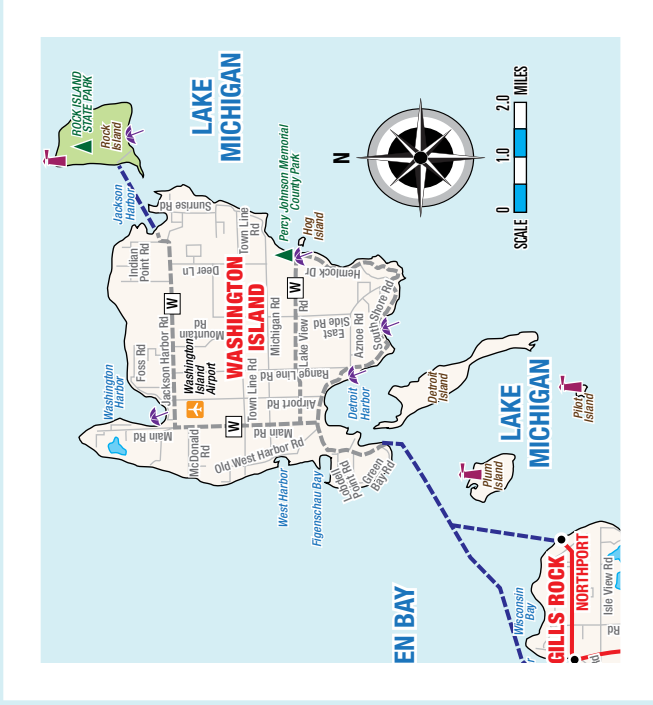 ROCK ISLAND
STATE PARK
Rock
Island
LAKE
MICHIGAN
Jackson
Harbor
Sunrise Rd
Indian
Point Rd
Deer Ln
Town Line
Rd
Percy Johnson Memorial
County Park
Hog
Island
N
W
W
W
Hemlock Dr
WASHINGTON
ISLAND
Mountain
Rd
Michigan Rd
Lake View Rd
East
Side Rd
Aznoe Rd
South Shore Rd
Foss Rd
Jackson Harbor Rd
Washington
Harbor
Washington
Island
Airport
Town Line Rd
Range Line Rd
Airport Rd
Main Rd
Main Rd
McDonald
Rd
Old West Harbor Rd
West Harbor
Figenschau Bay
Lobdell
Point Rd
Green
Bay Rd
Detroit
Harbor
Detroit
Island
LAKE
MICHIGAN
Pilot
Island
Plum
Island
SCALE
0
1.0
2.0
MILES
EN BAY
Wisconsin
Bay
GILLS ROCK
NORTHPORT
Isle View Rd
Rd